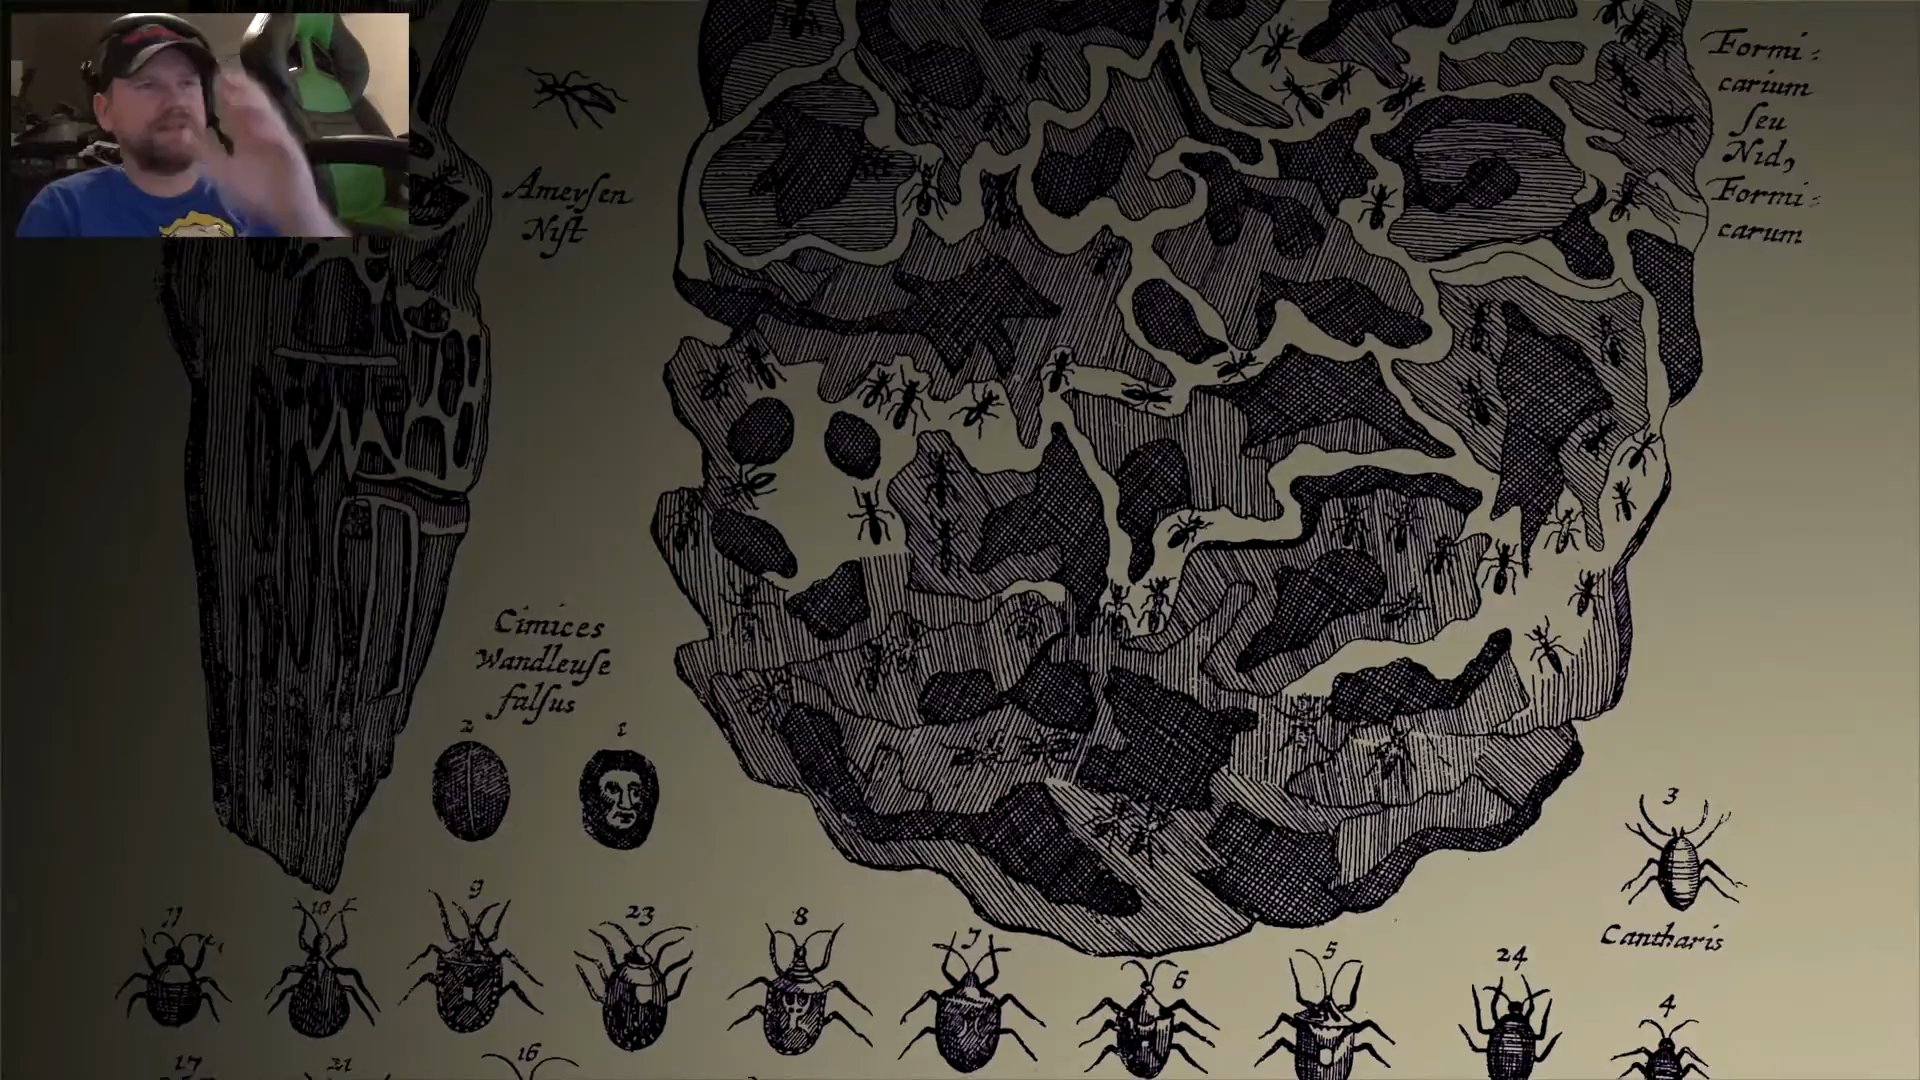 Formi:
carium
ſeu
Nid,
Formi:
carum
Ameyſen
Niſt
Cimices
Wandleuſe
falſus
2
1
3
Cantharis
11
10
9
23
8
7
6
5
24
4
17
21
16